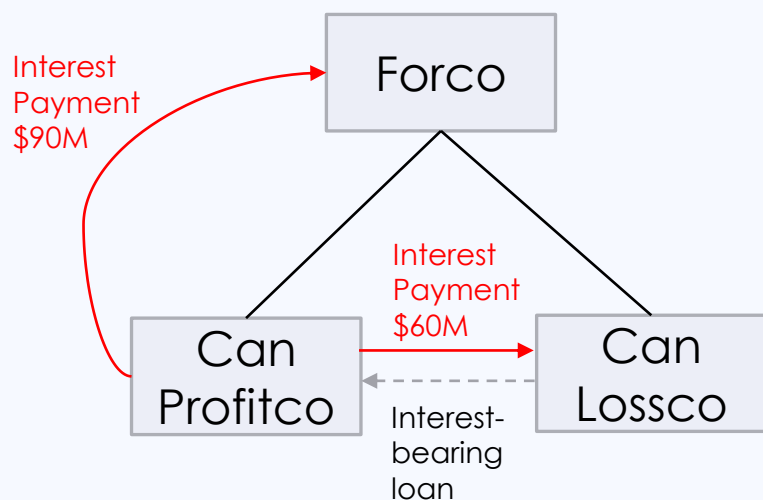 Interest
Payment
$90M
Forco
Interest
Payment
$60M
Can
Profitco
Can
Lossco
Interest-
bearing
loan